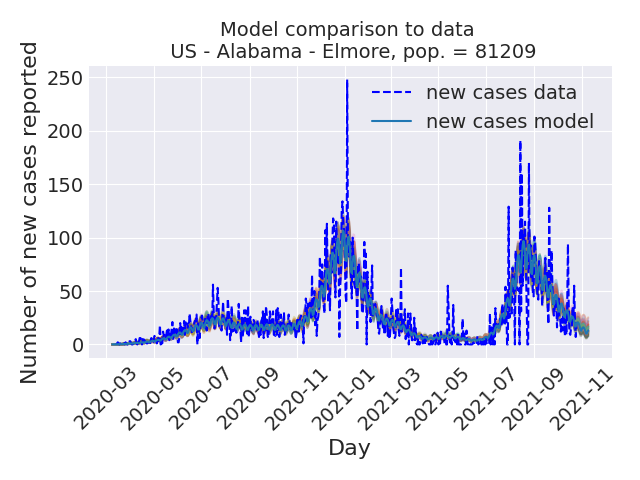 Model comparison to data
US - Alabama - Elmore, pop. = 81209
Number of new cases reported
250
200
150
100
50
0
new cases data
new cases model
2020-03
2020-05
2020-07
2020-09
2020-11
2021-01
2021-03
2021-05
2021-07
2021-09
2021-11
Day